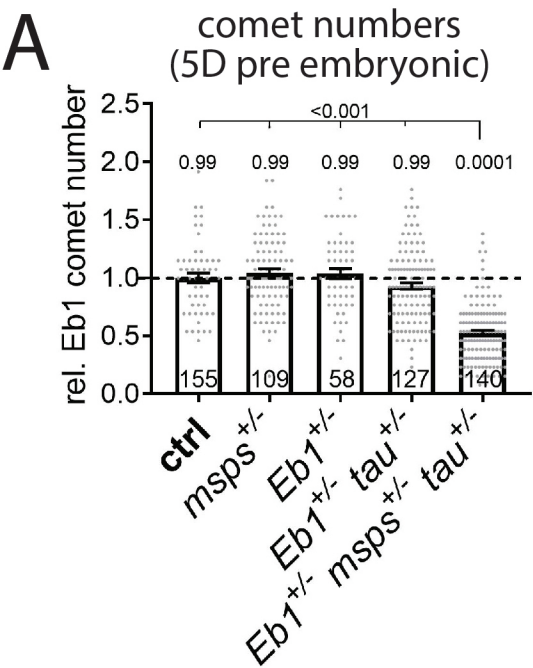 A
comet numbers
(5D pre embryonic)
rel. Eb1 comet number
2.5
2.0
1.5
1.0
0.5
0.0
<0.001
0.99 0.99 0.99 0.99 0.0001
155 109 58 127 140
ctrl
msps+/-
Eb1+/-
Eb1+/- tau+/-
Eb1+/- msps+/- tau+/-